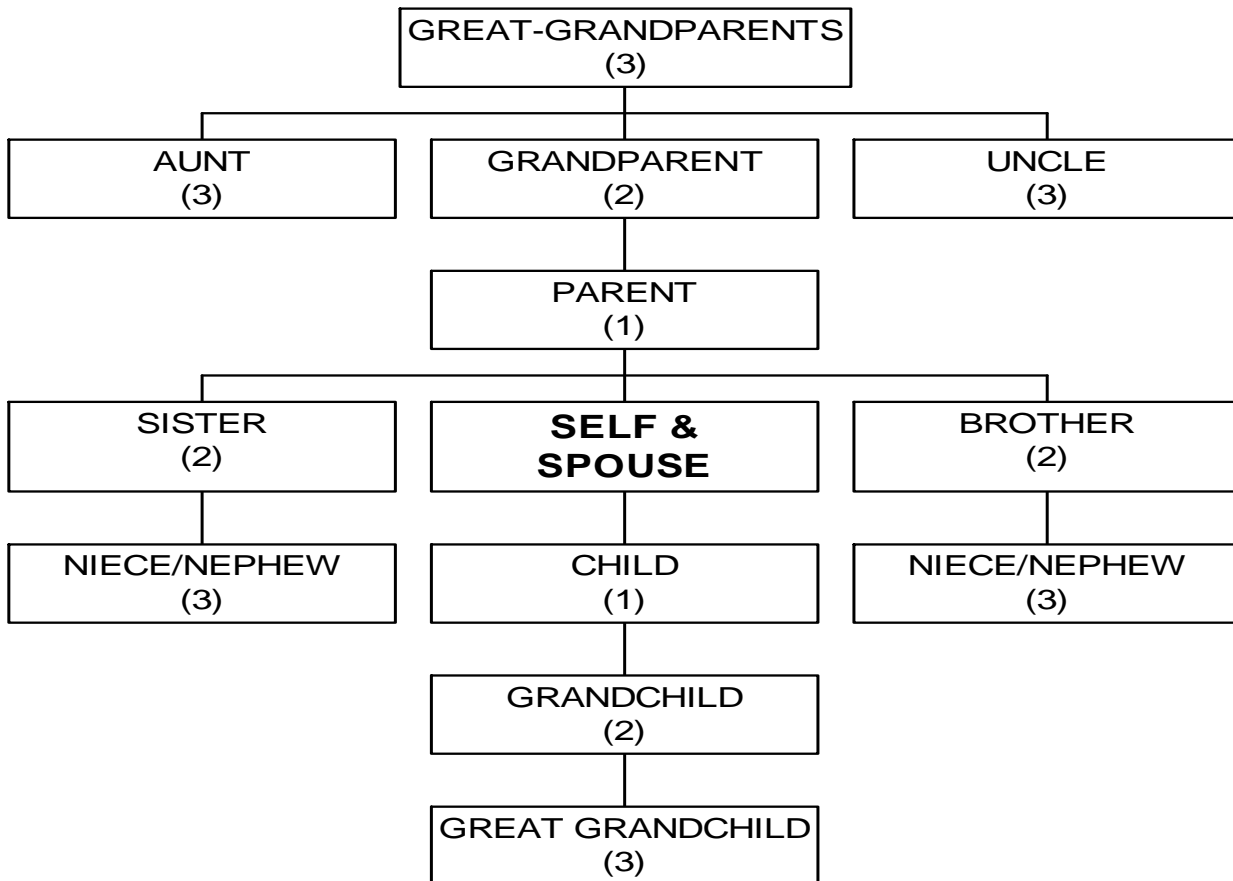 GREAT-GRANDPARENTS
(3)
AUNT
(3)
GRANDPARENT
(2)
UNCLE
(3)
PARENT
(1)
SISTER
(2)
SELF &
SPOUSE
BROTHER
(2)
NIECE/NEPHEW
(3)
CHILD
(1)
NIECE/NEPHEW
(3)
GRANDCHILD
(2)
GREAT GRANDCHILD
(3)